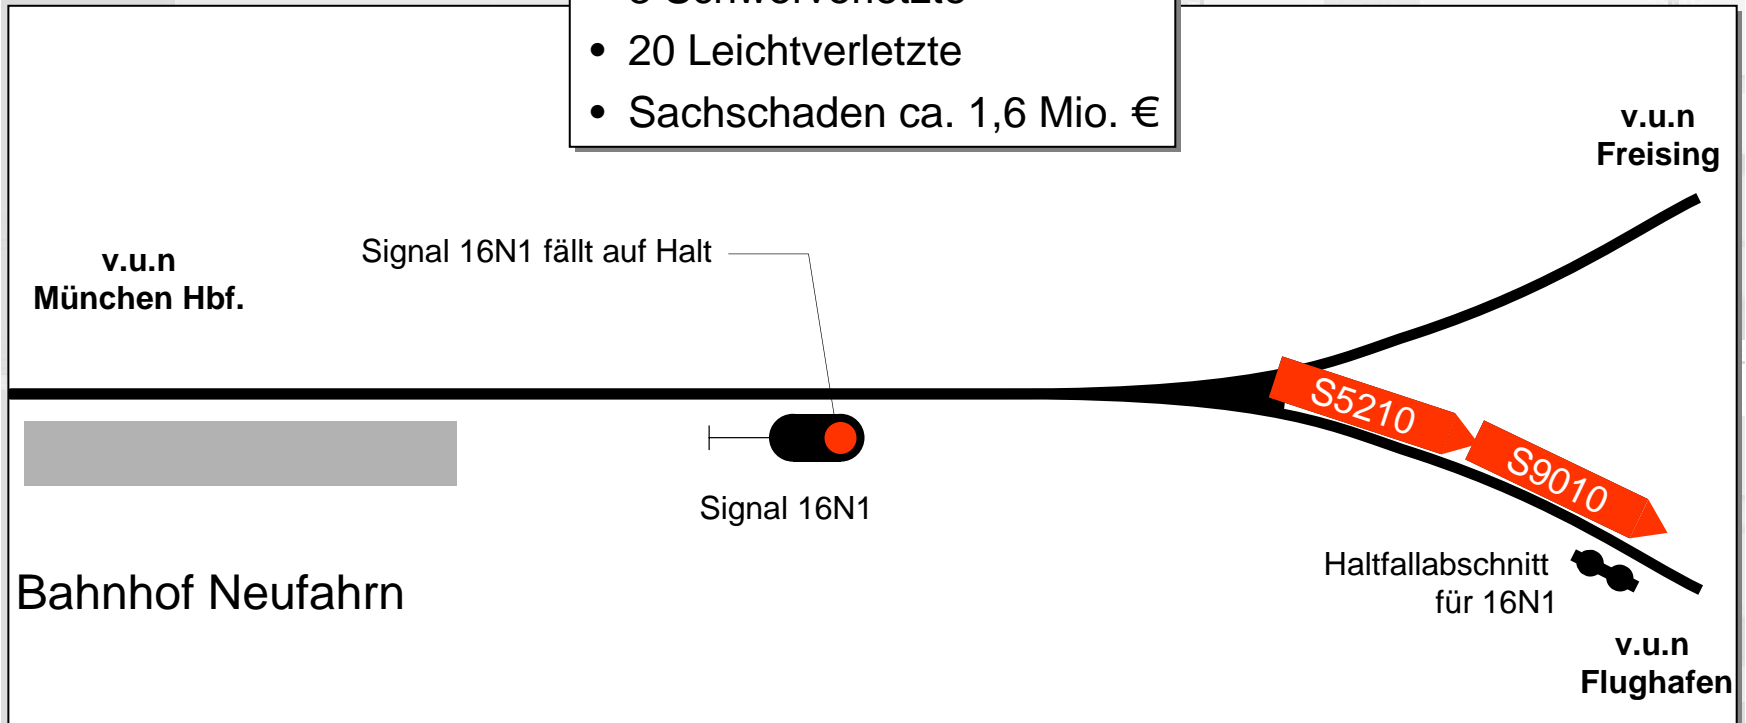 • 20 Leichtverletzte
• Sachschaden ca. 1,6 Mio. €
v.u.n
Freising
v.u.n
München Hbf.
Signal 16N1 fällt auf Halt
S5210
S9010
Signal 16N1
Haltfallabschnitt
für 16N1
Bahnhof Neufahrn
v.u.n
Flughafen